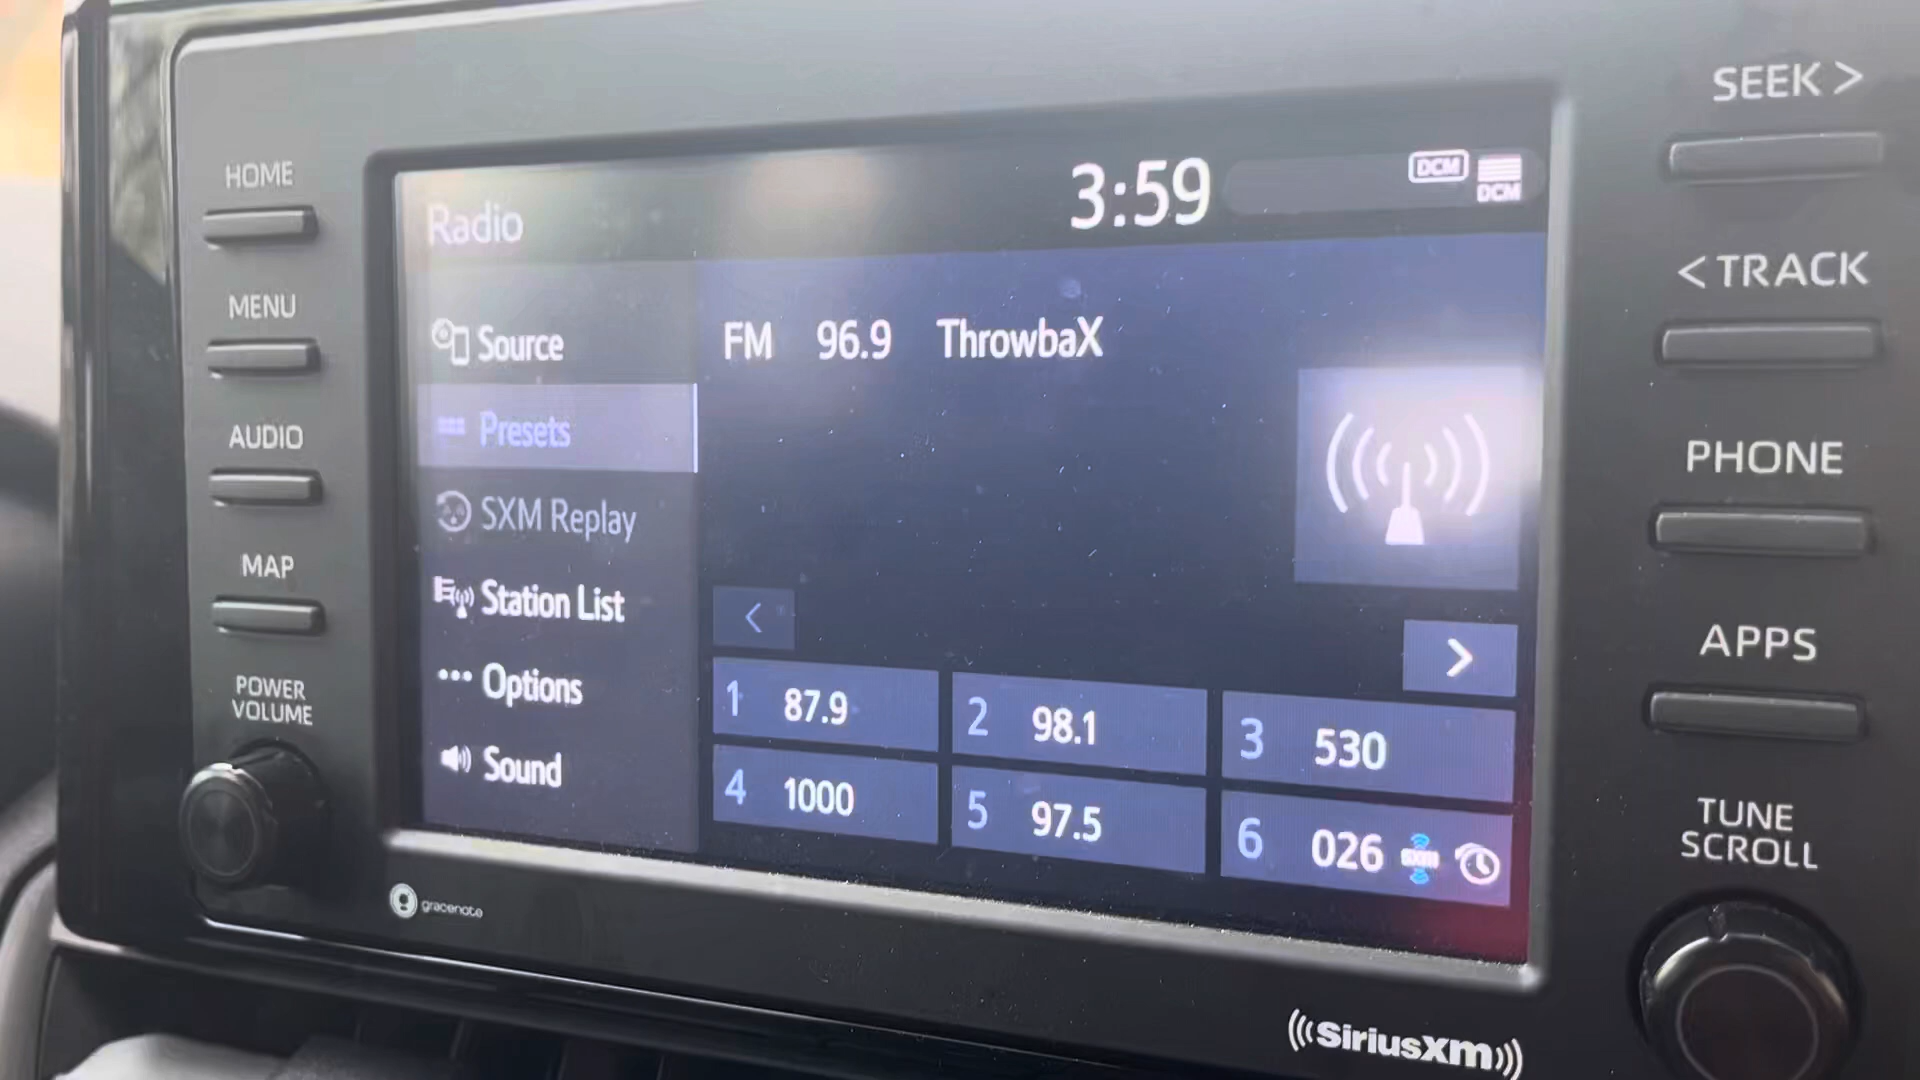 HOME
MENU
AUDIO
MAP
POWER
VOLUME
Radio
3:59
DCM
DCM
Source
Presets
SXM Replay
Station List
Options
Sound
FM 96.9 ThrowbaX
<
>
1 87.9
2 98.1
3 530
4 1000
5 97.5
6 026 SXM
gracenote
SiriusXM
SEEK >
< TRACK
PHONE
APPS
TUNE
SCROLL